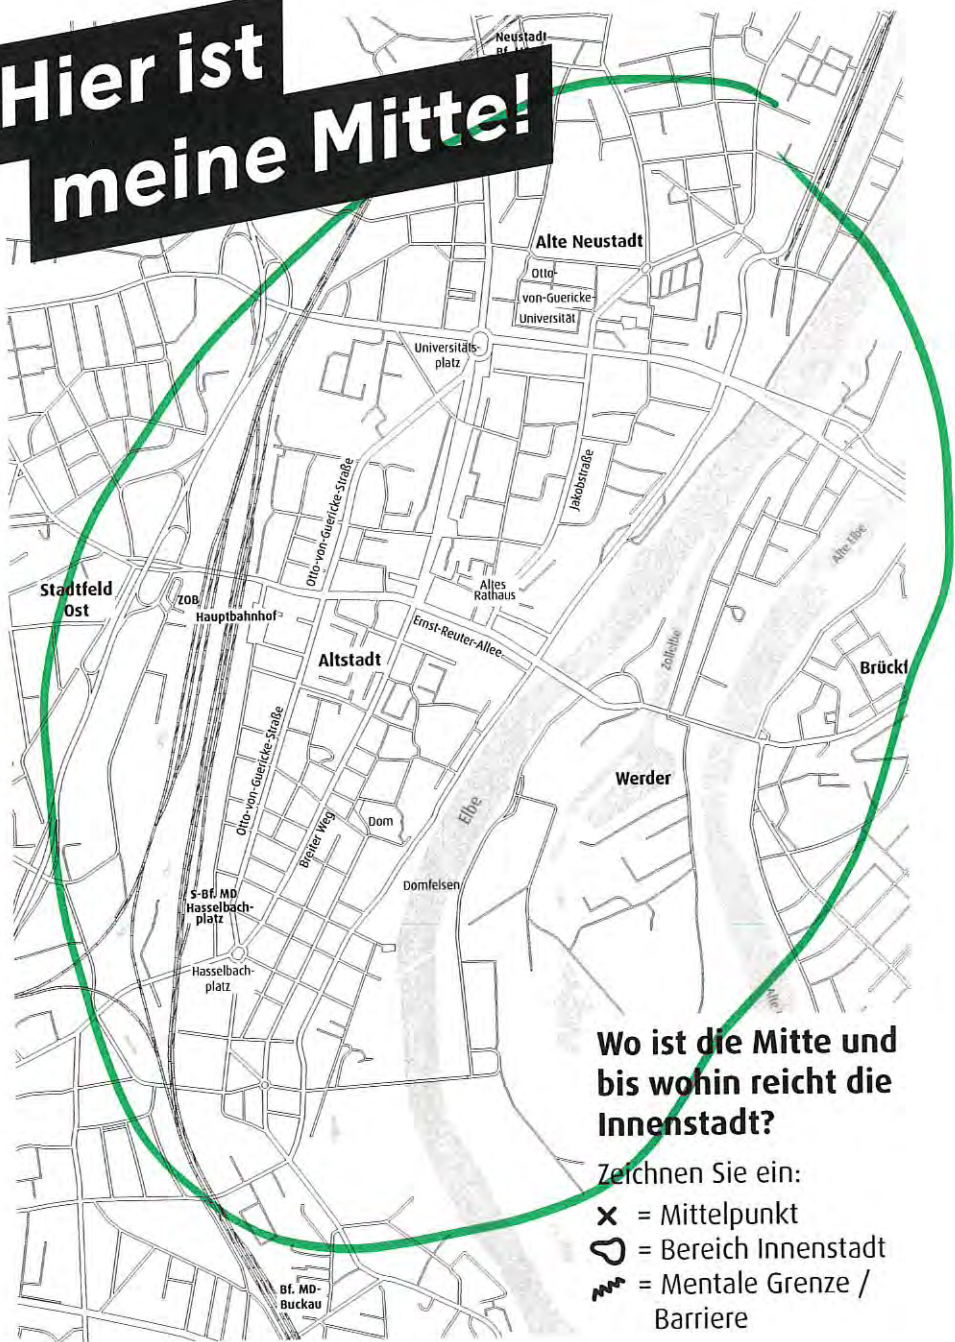 Hier ist
meine Mitte!
Neustadt
Alte Neustadt
Otto-
von-Guericke-
Universität
Universitäts-
platz
Otto-von-Guericke-Straße
Jakobstraße
Alte Elbe
Stadtfeld
Ost
ZOB
Hauptbahnhof
Altes
Rathaus
Ernst-Reuter-Allee
Altstadt
Zollelbe
Brückf
Otto-von-Guericke-Straße
Werder
Elbe
Breiter Weg
Dom
Domfelsen
S-Bf. MD
Hasselbach-
platz
Hasselbach-
platz
Alte
Wo ist die Mitte und
bis wohin reicht die
Innenstadt?
Zeichnen Sie ein:
= Mittelpunkt
= Bereich Innenstadt
= Mentale Grenze /
Barriere
Bf. MD-
Buckau